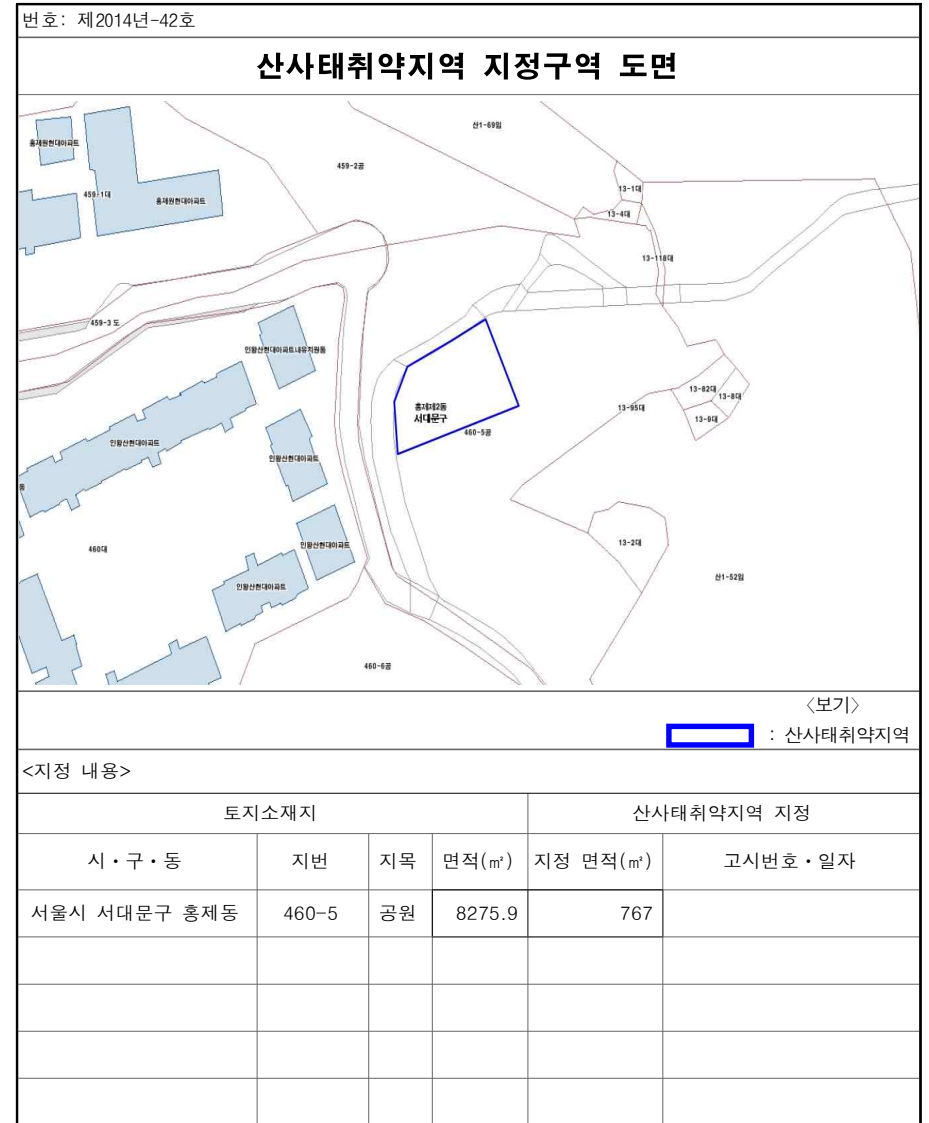 번호: 제2014년-42호
산사태취약지역 지정구역 도면
산1-69임
홍제원현대아파트
459-2공
459-1대
홍제원현대아파트
13-1대
13-4대
13-118대
459-3 도
인왕산현대아파트내유치원동
13-82대
13-8대
홍제제2동
서대문구
13-95대
13-9대
460-5공
인왕산현대아파트
인왕산현대아파트
동
460대
인왕산현대아파트
13-2대
산1-52임
인왕산현대아파트
460-6공
〈보기〉
: 산사태취약지역
<지정 내용>
토지소재지 산사태취약지역 지정
시・구・동 지번 지목 면적(㎡) 지정 면적(㎡) 고시번호・일자
서울시 서대문구 홍제동 460-5 공원 8275.9 767